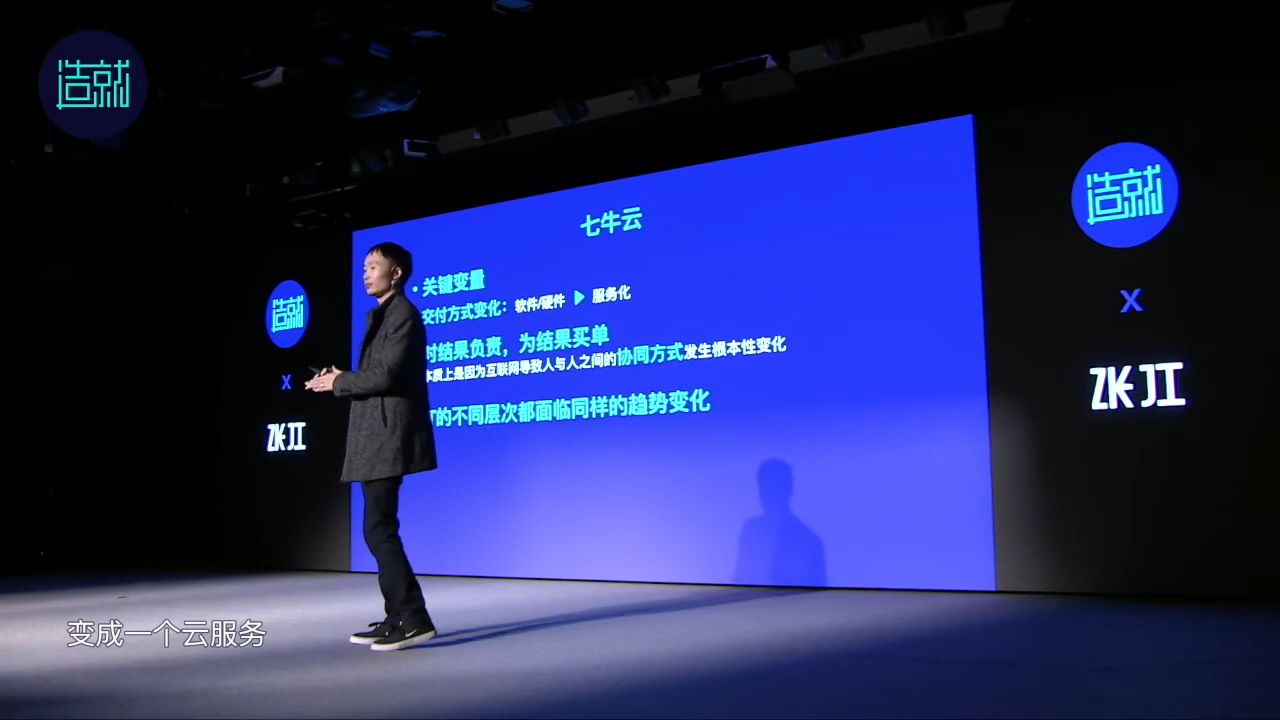 造就
七牛云
• 关键变量
交付方式变化：软件/硬件 ▶ 服务化
对结果负责，为结果买单
本质上是因为互联网导致人与人之间的协同方式发生根本性变化
的不同层次都面临同样的趋势变化
造就
X
造就
X
变成一个云服务